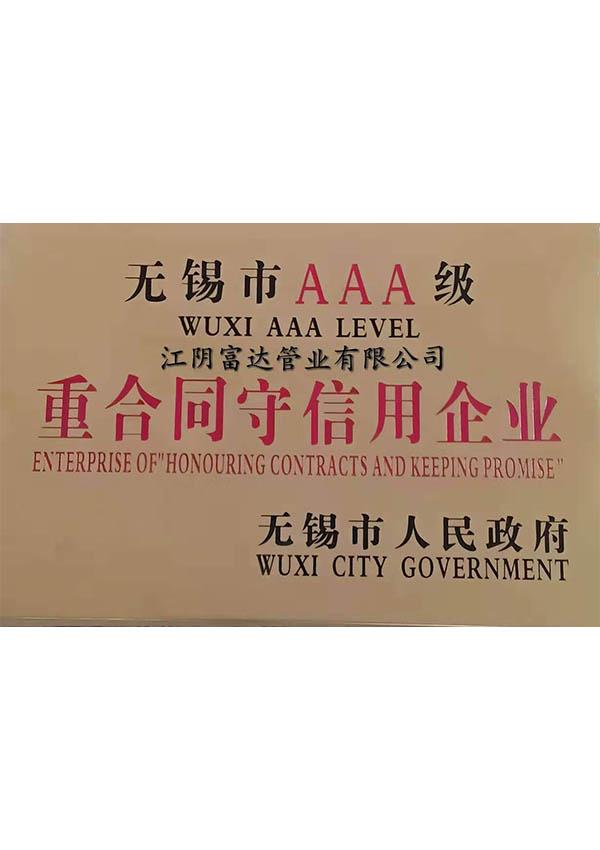 无锡市AAA级
WUXI AAA LEVEL
江阴富达管业有限公司
重合同守信用企业
ENTERPRISE OF"HONOURING CONTRACTS AND KEEPING PROMISE"
无锡市人民政府
WUXI CITY GOVERNMENT